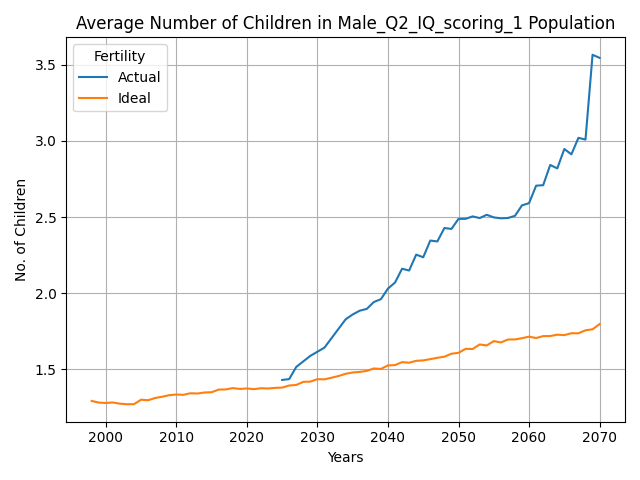 Average Number of Children in Male_Q2_IQ_scoring_1 Population
Fertility
Actual
Ideal
3.5
3.0
2.5
2.0
1.5
No. of Children
2000 2010 2020 2030 2040 2050 2060 2070
Years